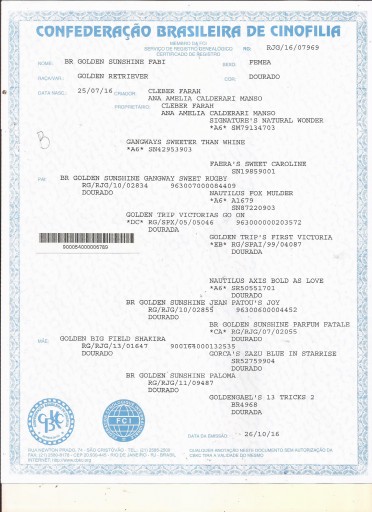 CONFEDERAÇÃO BRASILEIRA DE CINOFILIA
MEMBRO DA FCI
SERVIÇO DE REGISTRO GENEALÓGICO
CERTIFICADO DE REGISTRO
RG: RJG/16/07969
NOME: BR GOLDEN SUNSHINE FABI
SEXO: FEMEA
RAÇA/VAR.: GOLDEN RETRIEVER
COR: DOURADO
DATA NASC.: 25/07/16
CRIADOR: CLEBER FARAH
ANA AMELIA CALDERARI MANSO
PROPRIETÁRIO: CLEBER FARAH
ANA AMELIA CALDERARI MANSO
SIGNATURE'S NATURAL WONDER
*A6* SM79134703
B
GANGWAYS SWEETER THAN WHINE
*A6* SN42953903
FAERA'S SWEET CAROLINE
SN19859001
PAI: BR GOLDEN SUNSHINE GANGWAY SWEET RUGBY
RG/RJG/10/02834 963007000084409
DOURADO
NAUTILUS FOX MULDER
*A6* A1679
SN87220903
GOLDEN TRIP VICTORIAS GO ON
*DC* RG/SPX/05/05046 963000000203572
DOURADA
GOLDEN TRIP'S FIRST VICTORIA
*EB* RG/SPAI/99/04087
DOURADA
900084000006789
NAUTILUS AXIS BOLD AS LOVE
*A6* SR50551701
DOURADO
BR GOLDEN SUNSHINE JEAN PATOU'S JOY
RG/RJG/10/02855 963006000004452
DOURADO
BR GOLDEN SUNSHINE PARFUM FATALE
*CA* RG/RJG/07/02055
DOURADO
MÃE: GOLDEN BIG FIELD SHAKIRA
RG/RJG/13/01647 900164000132535
DOURADO
GORCA'S ZAZU BLUE IN STARRISE
SR52759904
DOURADO
BR GOLDEN SUNSHINE PALOMA
RG/RJG/11/09487
DOURADO
GOLDENGAEL'S 13 TRICKS 2
BR4968
DOURADA
CBKC
FCI
DATA DA EMISSÃO: 26/10/16